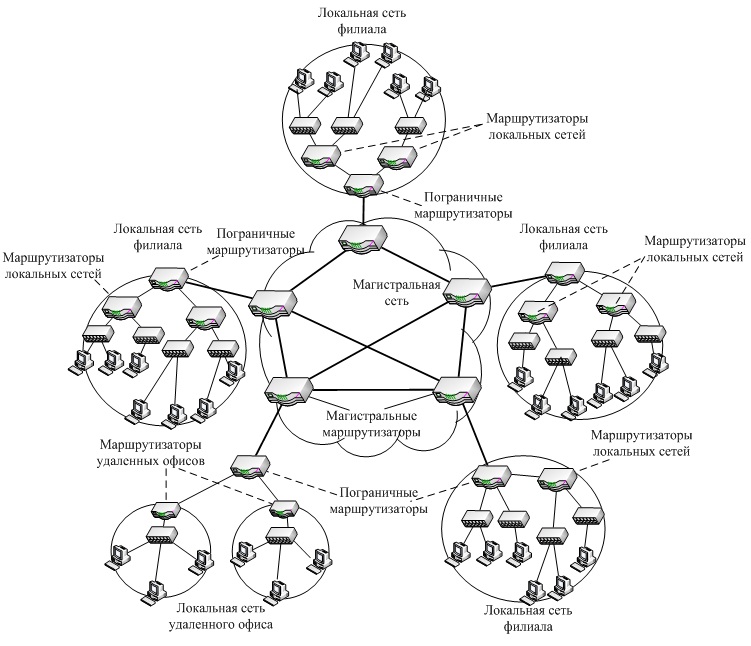 Локальная сеть
филиала
Маршрутизаторы
локальных сетей
Пограничные
маршрутизаторы
Локальная сеть
филиала
Пограничные
маршрутизаторы
Маршрутизаторы
локальных сетей
Локальная сеть
филиала
Маршрутизаторы
локальных сетей
Магистральная
сеть
Магистральные
маршрутизаторы
Маршрутизаторы
удаленных офисов
Маршрутизаторы
локальных сетей
Пограничные
маршрутизаторы
Локальная сеть
удаленного офиса
Локальная сеть
филиала